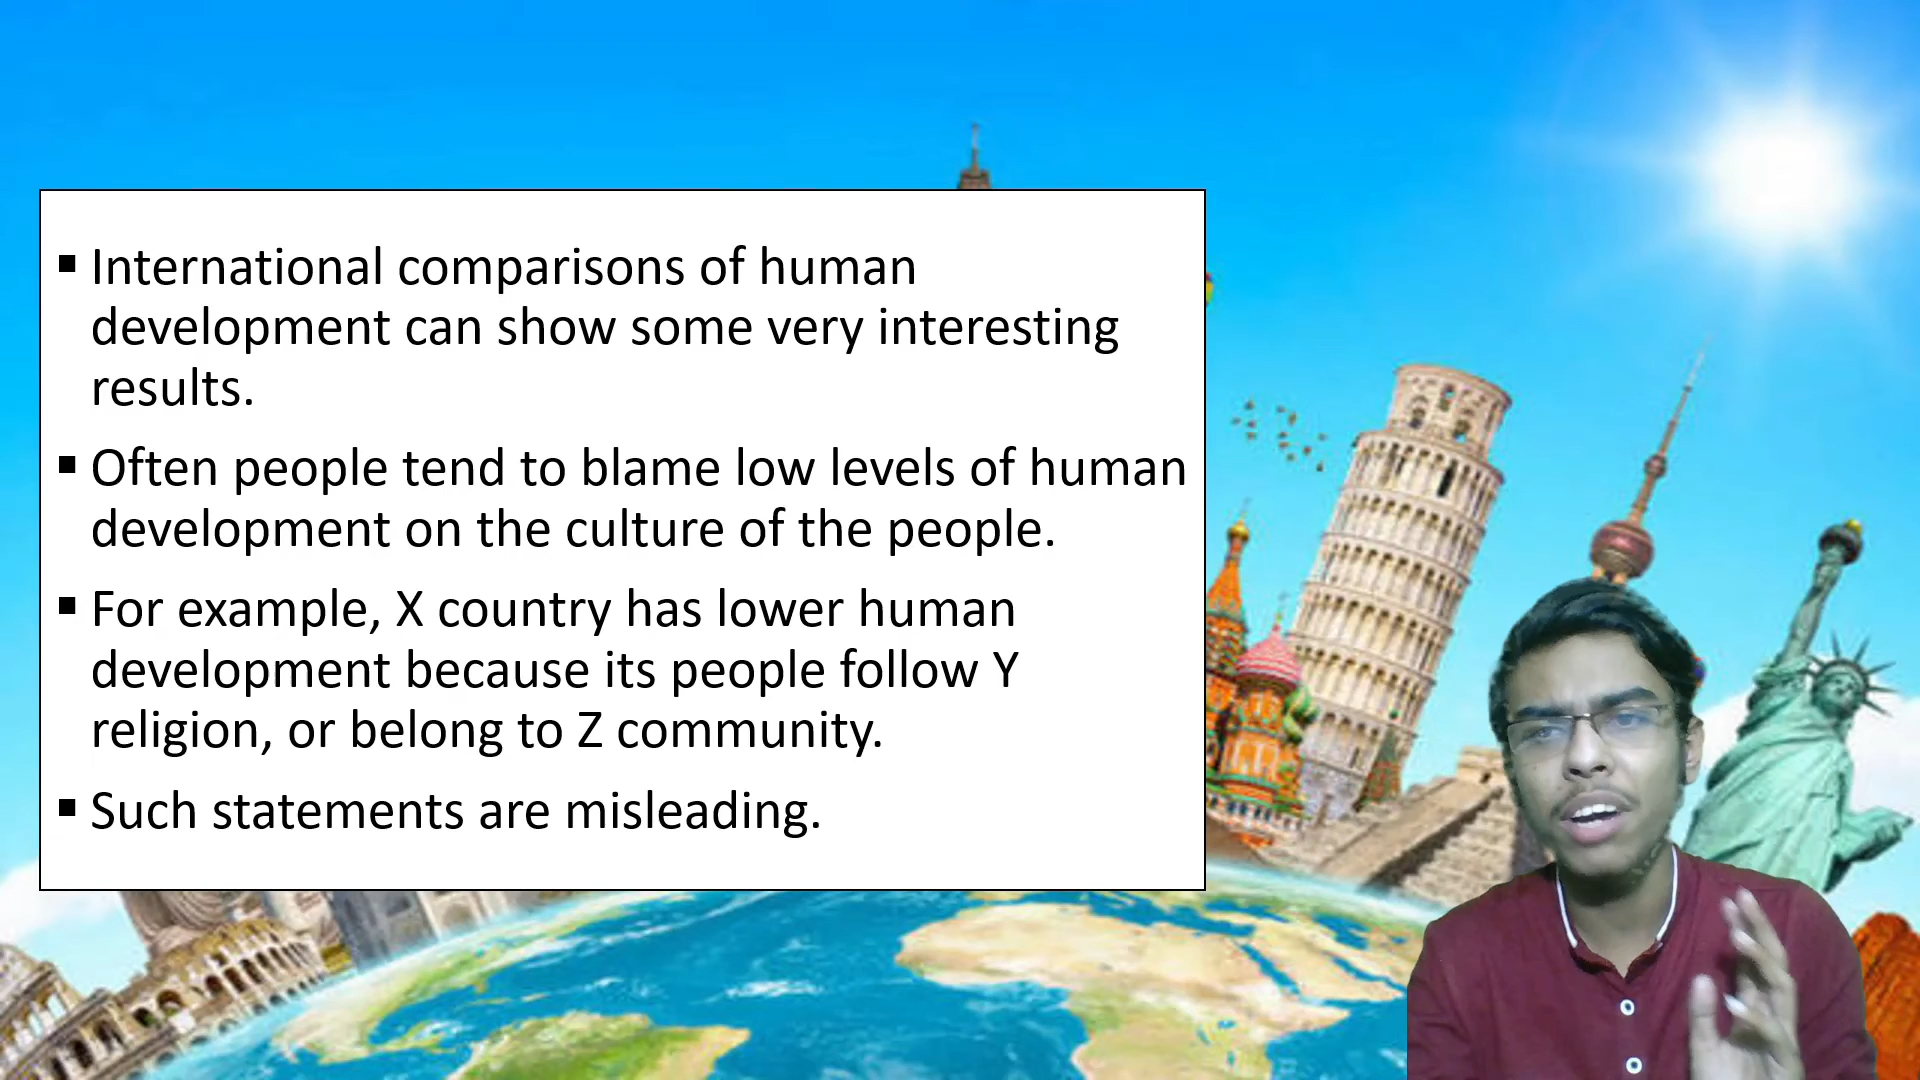 ▪ International comparisons of human
development can show some very interesting
results.
▪ Often people tend to blame low levels of human
development on the culture of the people.
▪ For example, X country has lower human
development because its people follow Y
religion, or belong to Z community.
▪ Such statements are misleading.